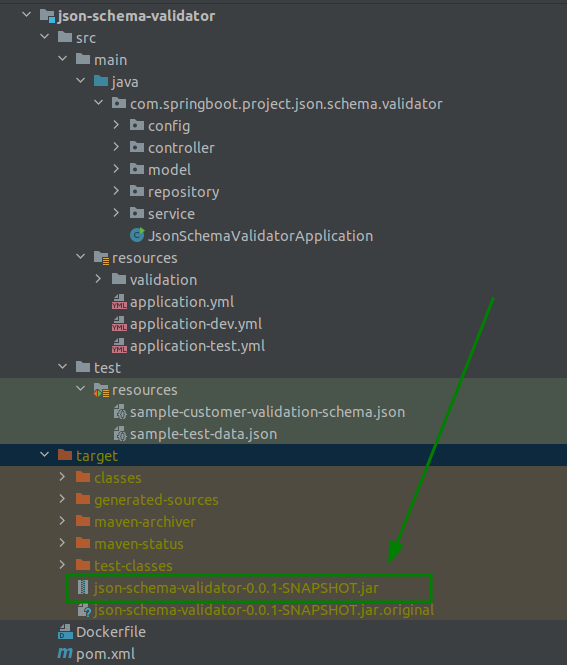 json-schema-validator
src
main
java
com.springboot.project.json.schema.validator
config
controller
model
repository
service
JsonSchemaValidatorApplication
resources
validation
application.yml
application-dev.yml
application-test.yml
test
resources
sample-customer-validation-schema.json
sample-test-data.json
target
classes
generated-sources
maven-archiver
maven-status
test-classes
json-schema-validator-0.0.1-SNAPSHOT.jar
json-schema-validator-0.0.1-SNAPSHOT.jar.original
Dockerfile
pom.xml